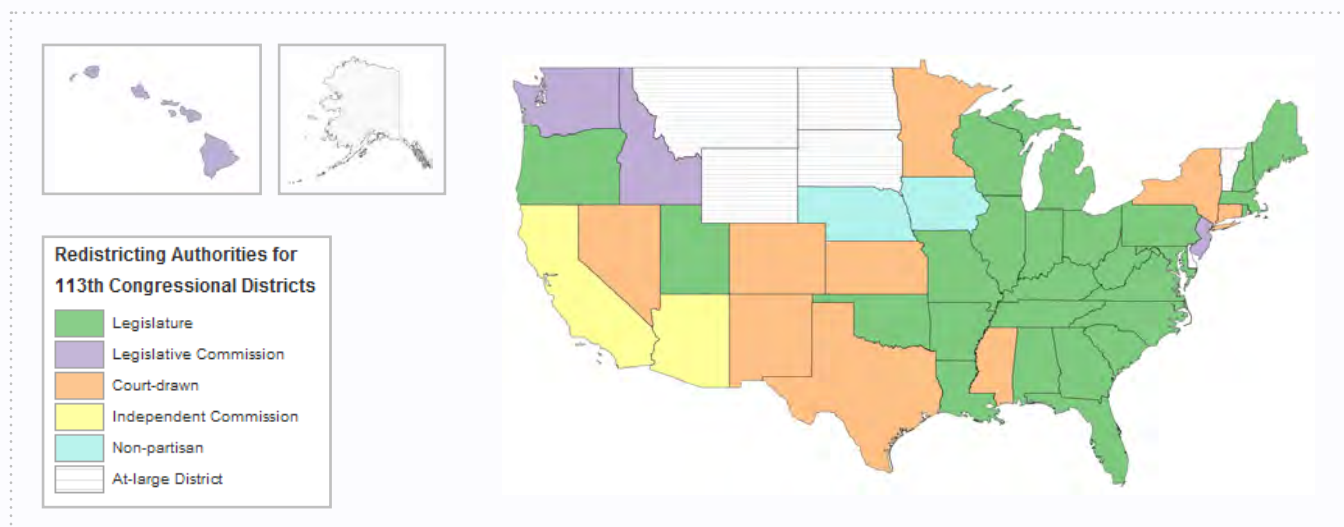 Redistricting Authorities for
113th Congressional Districts
Legislature
Legislative Commission
Court-drawn
Independent Commission
Non-partisan
At-large District